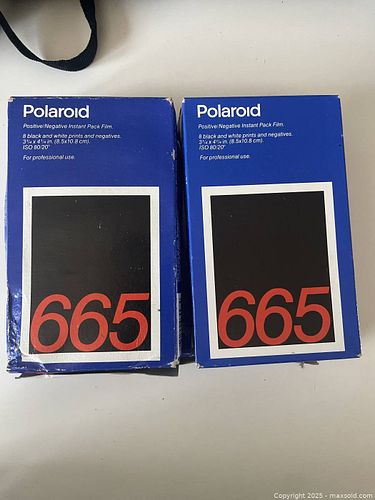 Polaroid
Positive/Negative Instant Pack Film.
8 black and white prints and negatives.
3¼ x 4¼ in. (8.5x10.8 cm).
ISO 80/20°
For professional use.
665
Polaroid
Positive/Negative Instant Pack Film.
8 black and white prints and negatives.
3¼ x 4¼ in. (8.5x10.8 cm).
ISO 80/20°
For professional use.
665
Copyright 2025 - maxsold.com